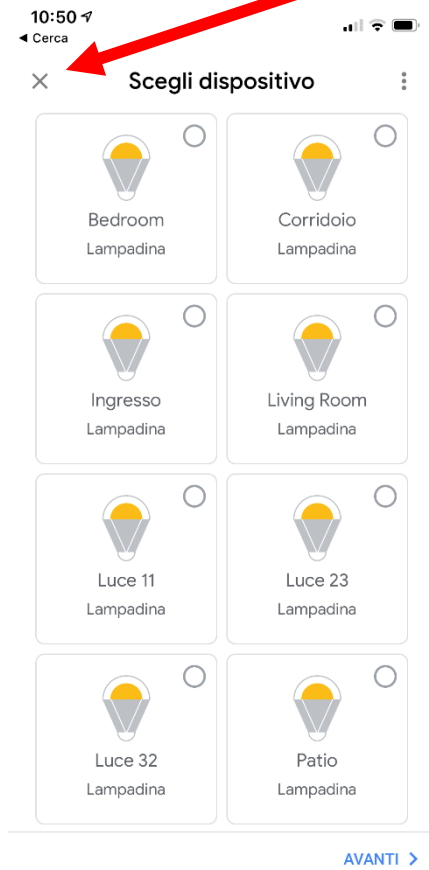 10:50
◀ Cerca
Scegli dispositivo
Bedroom
Lampadina
Corridoio
Lampadina
Ingresso
Lampadina
Living Room
Lampadina
Luce 11
Lampadina
Luce 23
Lampadina
Luce 32
Lampadina
Patio
Lampadina
AVANTI